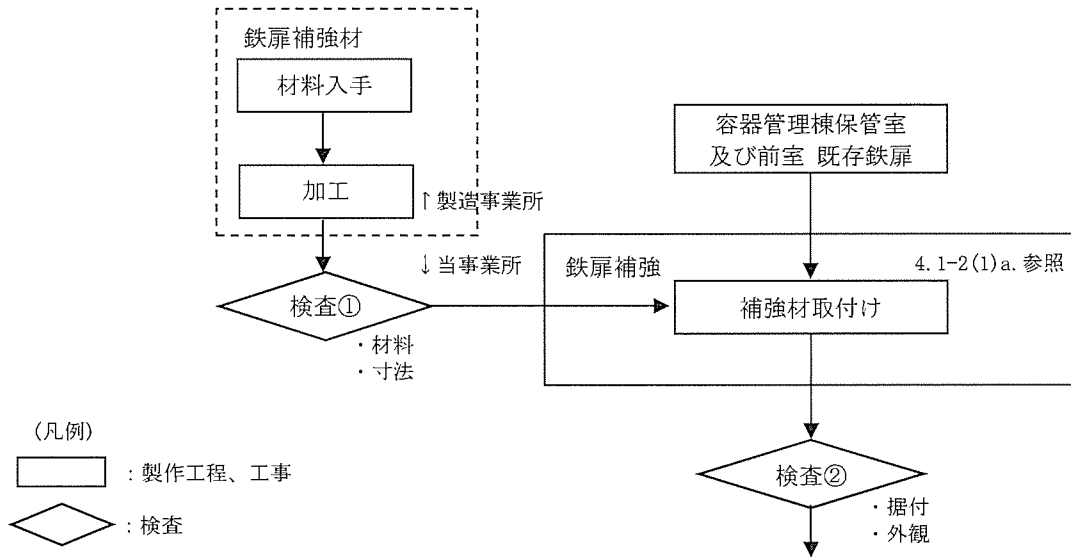 鉄扉補強材
材料入手
加工
↑製造事業所
↓当事業所
検査①
・材料
・寸法
容器管理棟保管室
及び前室 既存鉄扉
鉄扉補強
4.1-2(1)a.参照
補強材取付け
検査②
・据付
・外観
(凡例)
：製作工程、工事
：検査